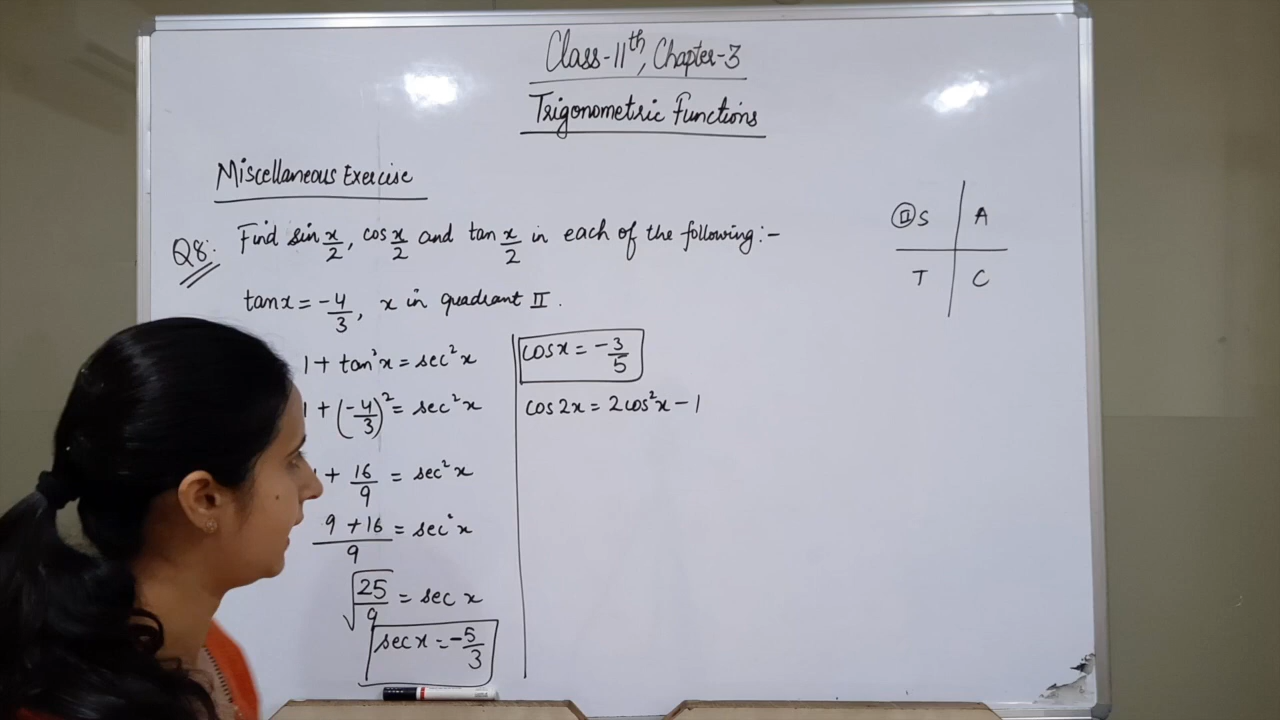 Class-11th, Chapter-3
Trigonometric Functions
Miscellaneous Exercise
Q8:. Find sin x/2, cos x/2 and tan x/2 in each of the following:-
tan x = -4/3, x in quadrant II.
1 + tan²x = sec²x
1 + (-4/3)² = sec²x
+ 16/9 = sec²x
9 + 16/9 = sec²x
√25/9 = sec x
sec x = -5/3
cos x = -3/5
cos 2x = 2cos²x - 1
II S A
T C